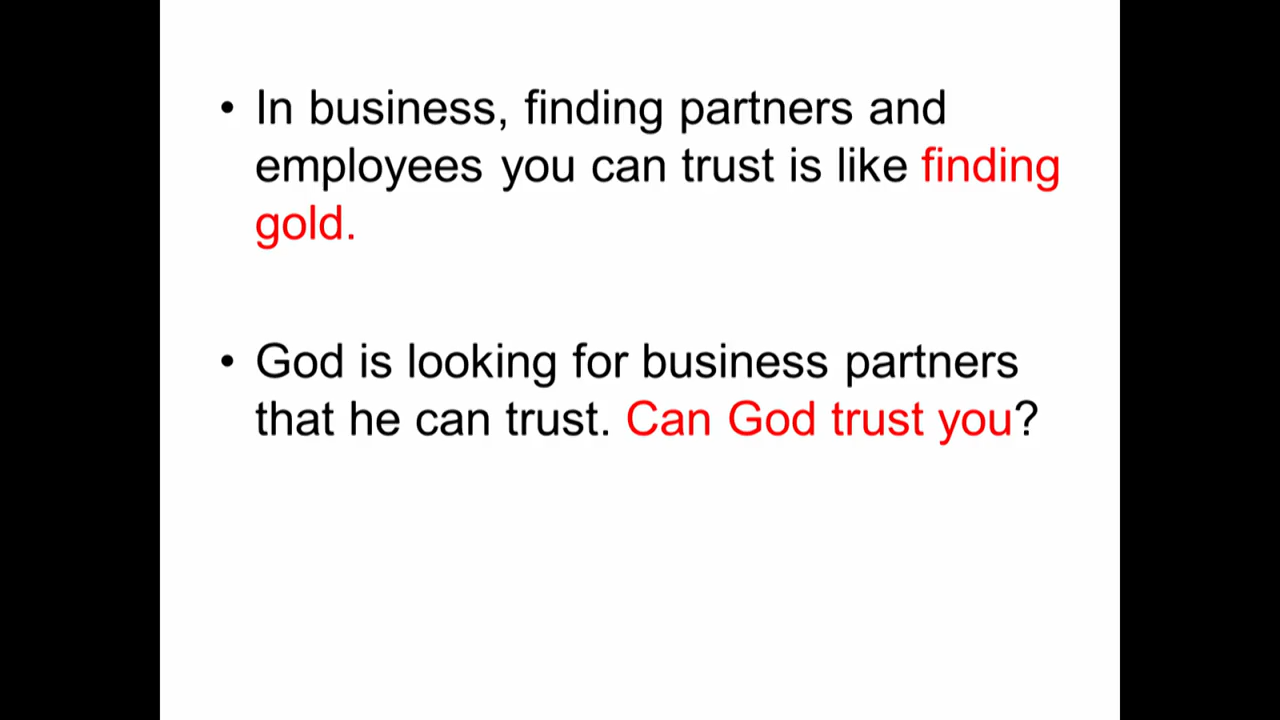 • In business, finding partners and
employees you can trust is like finding
gold.
• God is looking for business partners
that he can trust. Can God trust you?